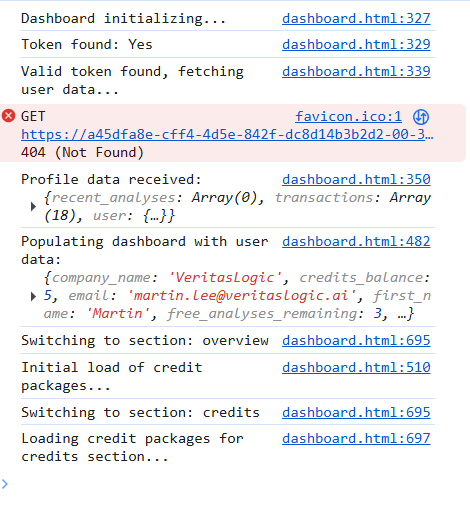 Dashboard initializing... dashboard.html:327
Token found: Yes dashboard.html:329
Valid token found, fetching dashboard.html:339
user data...
GET favicon.ico:1
https://a45dfa8e-cff4-4d5e-842f-dc8d14b3b2d2-00-3…
404 (Not Found)
Profile data received: dashboard.html:350
{recent_analyses: Array(0), transactions: Array
(18), user: {…}}
Populating dashboard with user dashboard.html:482
data:
{company_name: 'VeritasLogic', credits_balance:
5, email: 'martin.lee@veritaslogic.ai', first_n
ame: 'Martin', free_analyses_remaining: 3, …}
Switching to section: overview dashboard.html:695
Initial load of credit dashboard.html:510
packages...
Switching to section: credits dashboard.html:695
Loading credit packages for dashboard.html:697
credits section...